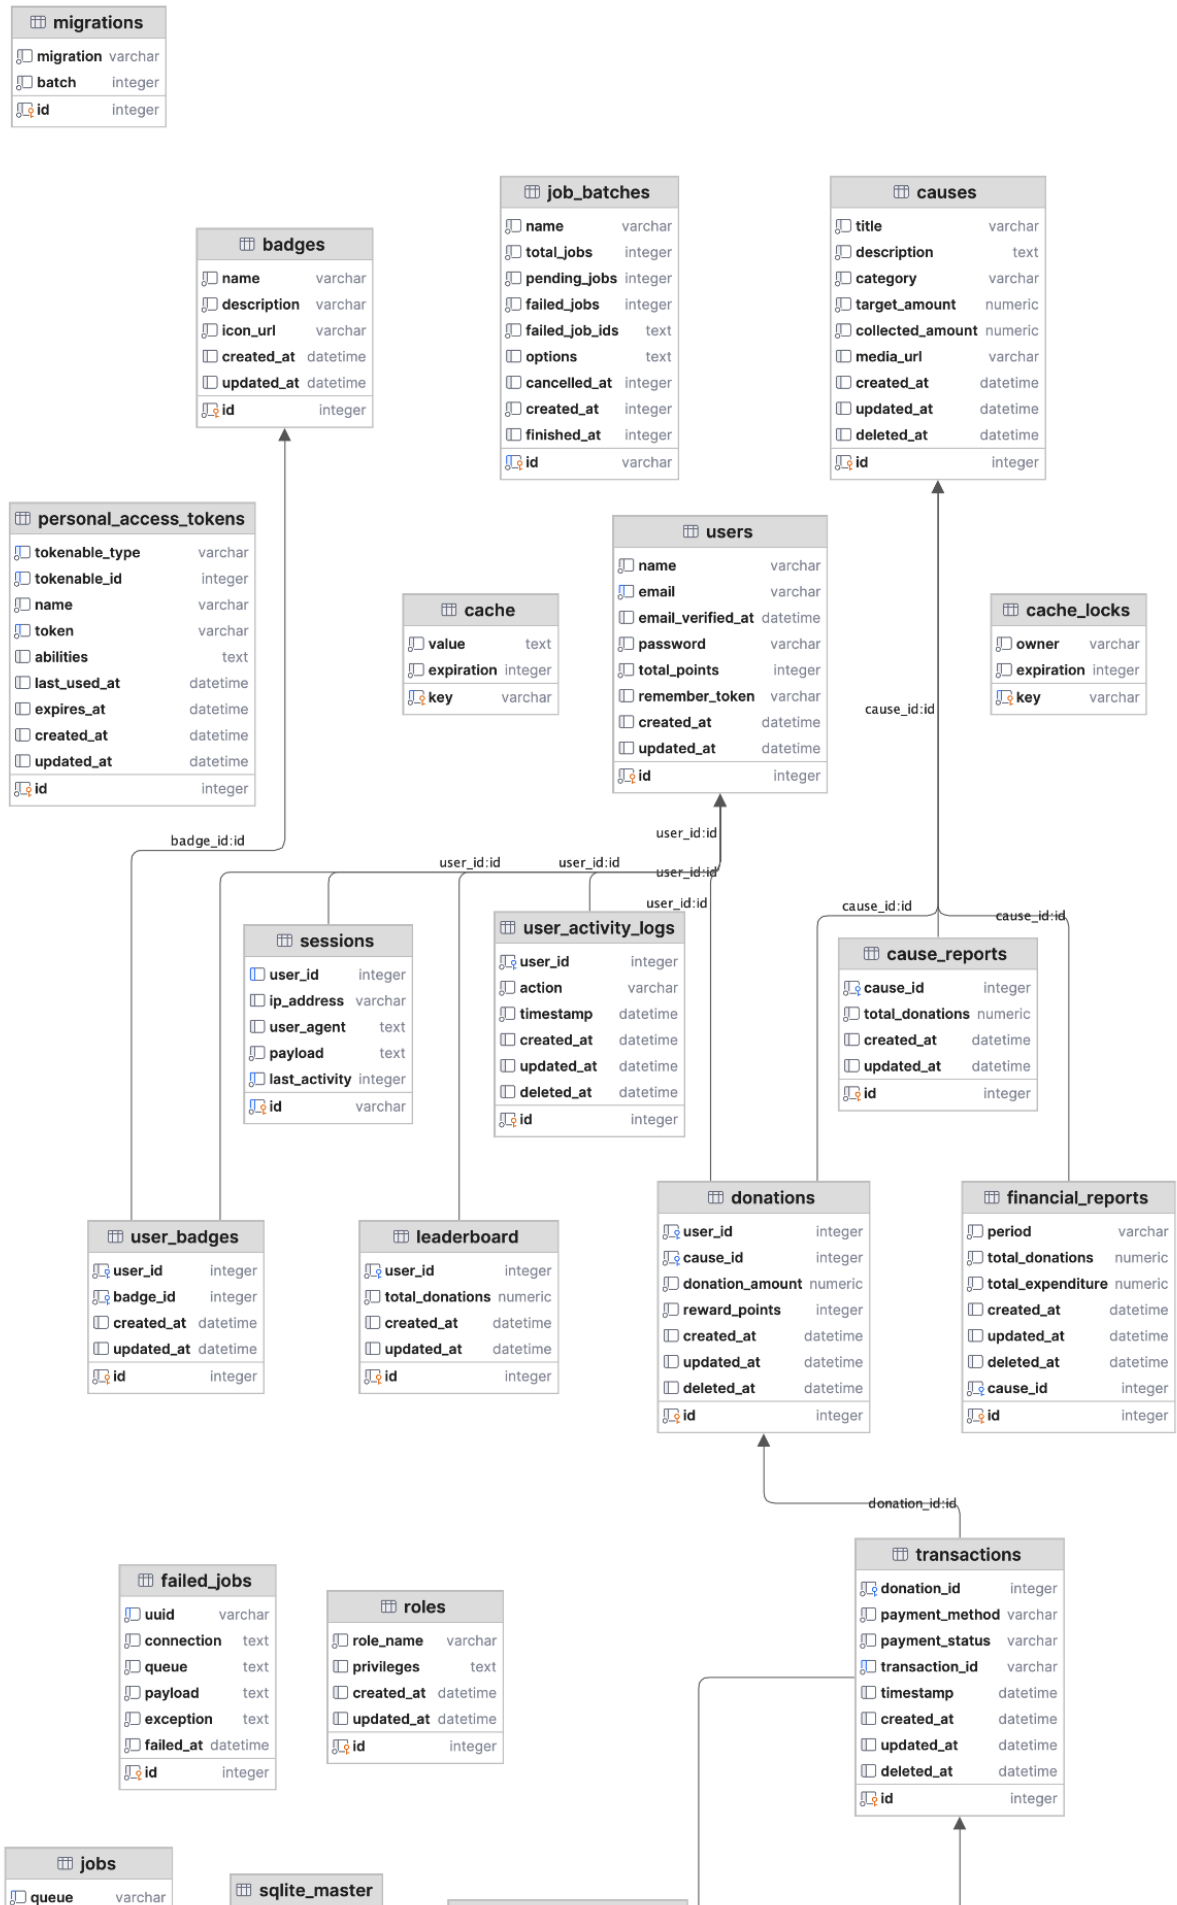 migrations
migration varchar
batch integer
id integer
job_batches
name varchar
total_jobs integer
pending_jobs integer
failed_jobs integer
failed_job_ids text
options text
cancelled_at integer
created_at integer
finished_at integer
id varchar
causes
title varchar
description text
category varchar
target_amount numeric
collected_amount numeric
media_url varchar
created_at datetime
updated_at datetime
deleted_at datetime
id integer
badges
name varchar
description varchar
icon_url varchar
created_at datetime
updated_at datetime
id integer
personal_access_tokens
tokenable_type varchar
tokenable_id integer
name varchar
token varchar
abilities text
last_used_at datetime
expires_at datetime
created_at datetime
updated_at datetime
id integer
users
name varchar
email varchar
email_verified_at datetime
password varchar
total_points integer
remember_token varchar
created_at datetime
updated_at datetime
id integer
cache
value text
expiration integer
key varchar
cache_locks
owner varchar
expiration integer
key varchar
cause_id:id
badge_id:id
user_id:id
user_id:id
user_id:id
user_id:id
user_id:id
cause_id:id
cause_id:id
sessions
user_id integer
ip_address varchar
user_agent text
payload text
last_activity integer
id varchar
user_activity_logs
user_id integer
action varchar
timestamp datetime
created_at datetime
updated_at datetime
deleted_at datetime
id integer
cause_reports
cause_id integer
total_donations numeric
created_at datetime
updated_at datetime
id integer
user_badges
user_id integer
badge_id integer
created_at datetime
updated_at datetime
id integer
leaderboard
user_id integer
total_donations numeric
created_at datetime
updated_at datetime
id integer
donations
user_id integer
cause_id integer
donation_amount numeric
reward_points integer
created_at datetime
updated_at datetime
deleted_at datetime
id integer
financial_reports
period varchar
total_donations numeric
total_expenditure numeric
created_at datetime
updated_at datetime
deleted_at datetime
cause_id integer
id integer
donation_id:id
transactions
donation_id integer
payment_method varchar
payment_status varchar
transaction_id varchar
timestamp datetime
created_at datetime
updated_at datetime
deleted_at datetime
id integer
failed_jobs
uuid varchar
connection text
queue text
payload text
exception text
failed_at datetime
id integer
roles
role_name varchar
privileges text
created_at datetime
updated_at datetime
id integer
jobs
queue varchar
sqlite_master